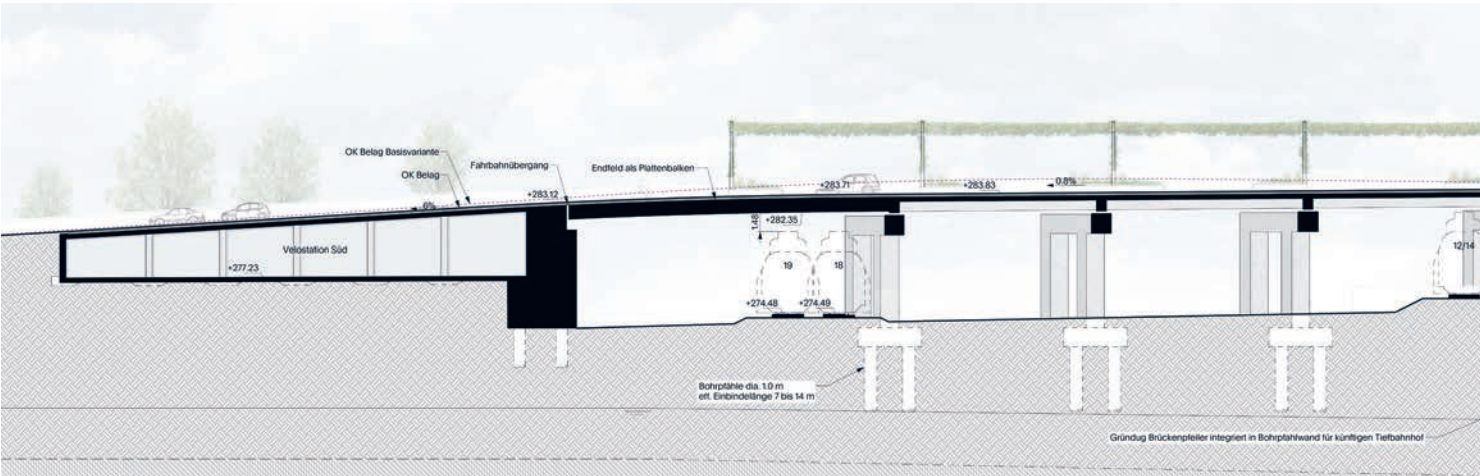 OK Belag Basisvariante
OK Belag
Fahrbahnübergang
Endfeld als Plattenbalken
6%
+283.12
+283.71
+283.83
0.8%
1.48
+282.35
Velostation Süd
+277.23
19
18
12/14
+274.48
+274.49
Bohrpfähle dia. 1.0 m
eff. Einbindelänge 7 bis 14 m
Gründug Brückenpfeiler integriert in Bohrpfahlwand für künftigen Tiefbahnhof